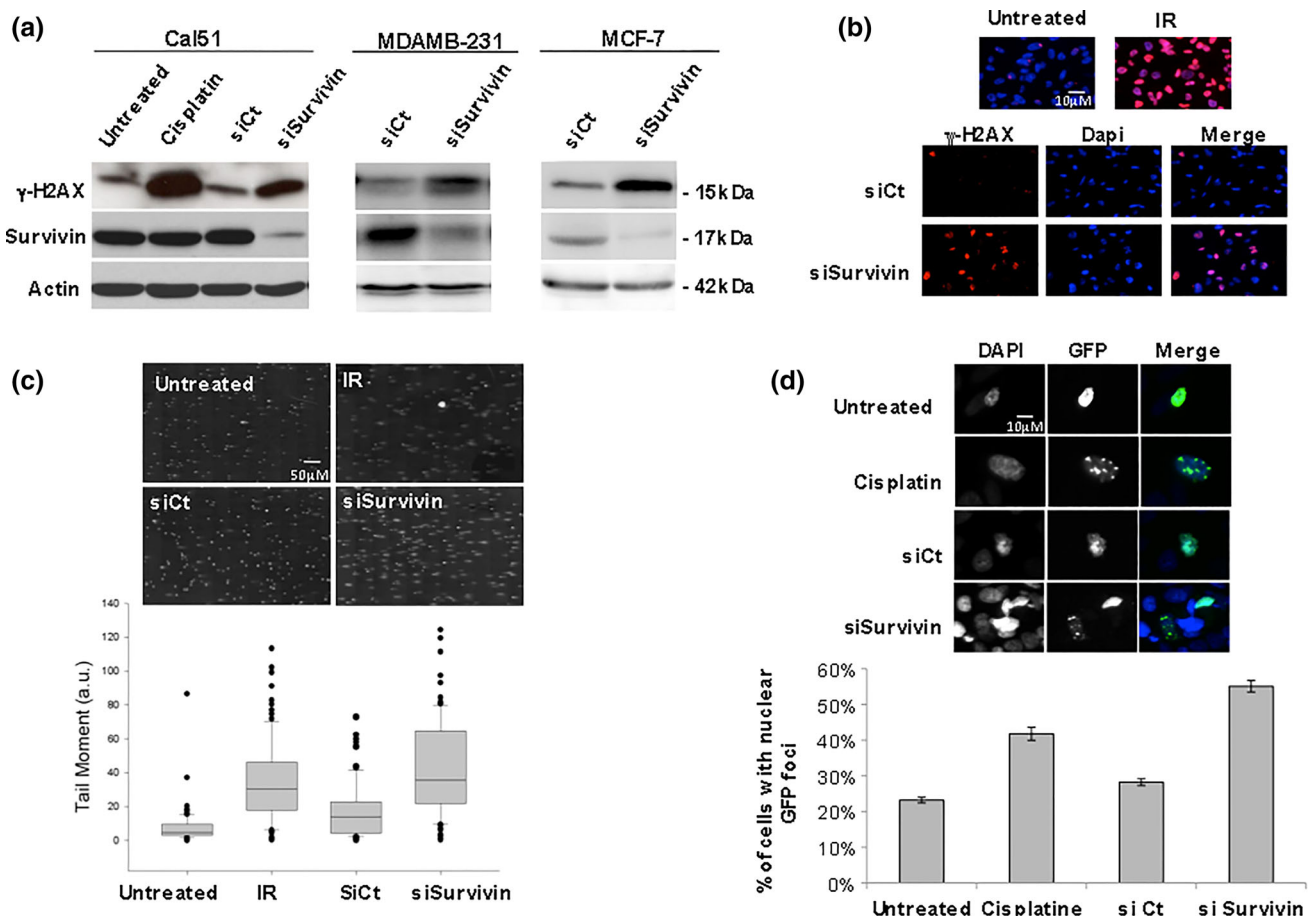 (a)
Cal51
MDAMB-231
MCF-7
Untreated
Cisplatin
siCt
siSurvivin
siCt
siSurvivin
siCt
siSurvivin
γ-H2AX
- 15kDa
Survivin
- 17kDa
Actin
- 42kDa
(b)
Untreated
IR
10μM
γ-H2AX
Dapi
Merge
siCt
siSurvivin
(c)
Untreated
IR
50μM
siCt
siSurvivin
Tail Moment (a.u.)
140
120
100
80
60
40
20
0
Untreated
IR
SiCt
siSurvivin
(d)
DAPI
GFP
Merge
Untreated
10μM
Cisplatin
siCt
siSurvivin
% of cells with nuclear
GFP foci
60%
50%
40%
30%
20%
10%
0%
Untreated
Cisplatine
si Ct
si Survivin